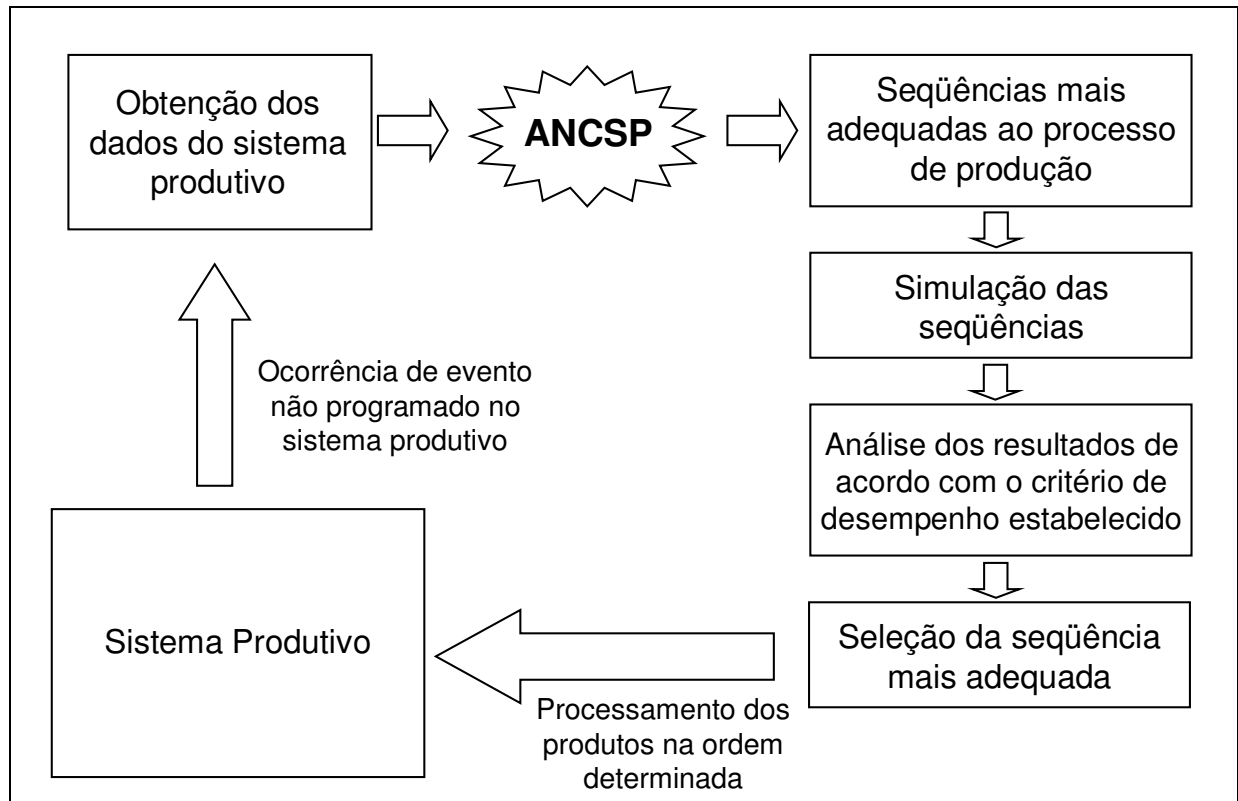 Obtenção dos
dados do sistema
produtivo
ANCSP
Seqüências mais
adequadas ao processo
de produção
Simulação das
seqüências
Análise dos resultados de
acordo com o critério de
desempenho estabelecido
Seleção da seqüência
mais adequada
Processamento dos
produtos na ordem
determinada
Sistema Produtivo
Ocorrência de evento
não programado no
sistema produtivo